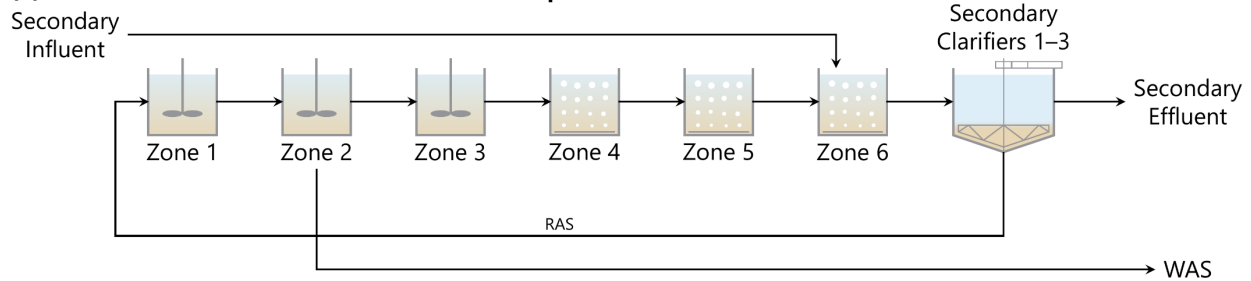 Secondary
Influent
Secondary
Clarifiers 1–3
Secondary
Effluent
Zone 1
Zone 2
Zone 3
Zone 4
Zone 5
Zone 6
RAS
WAS